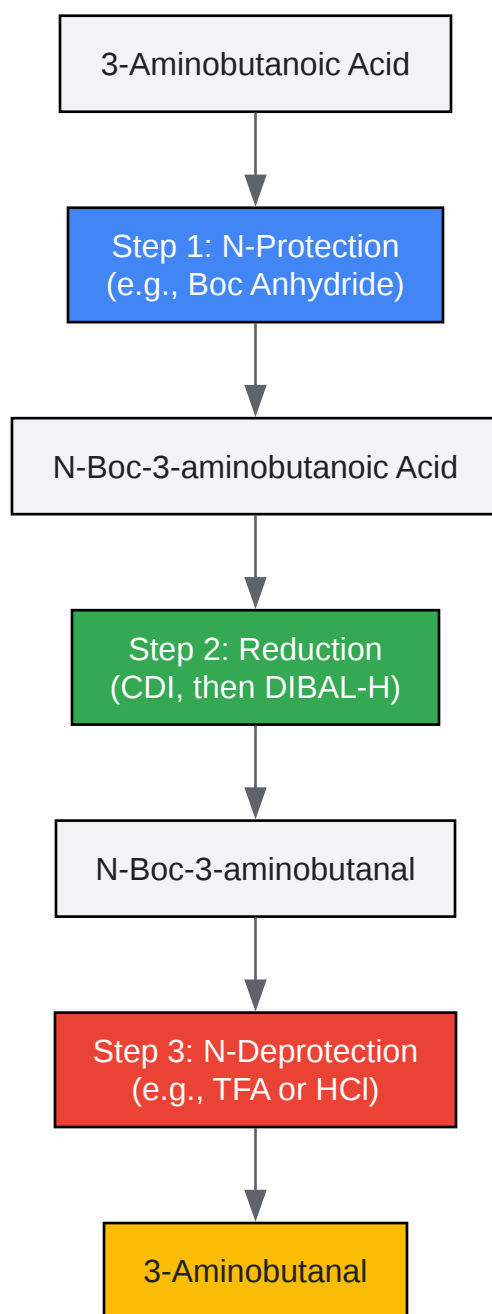 3-Aminobutanoic Acid
Step 1: N-Protection
(e.g., Boc Anhydride)
N-Boc-3-aminobutanoic Acid
Step 2: Reduction
(CDI, then DIBAL-H)
N-Boc-3-aminobutanal
Step 3: N-Deprotection
(e.g., TFA or HCl)
3-Aminobutanal